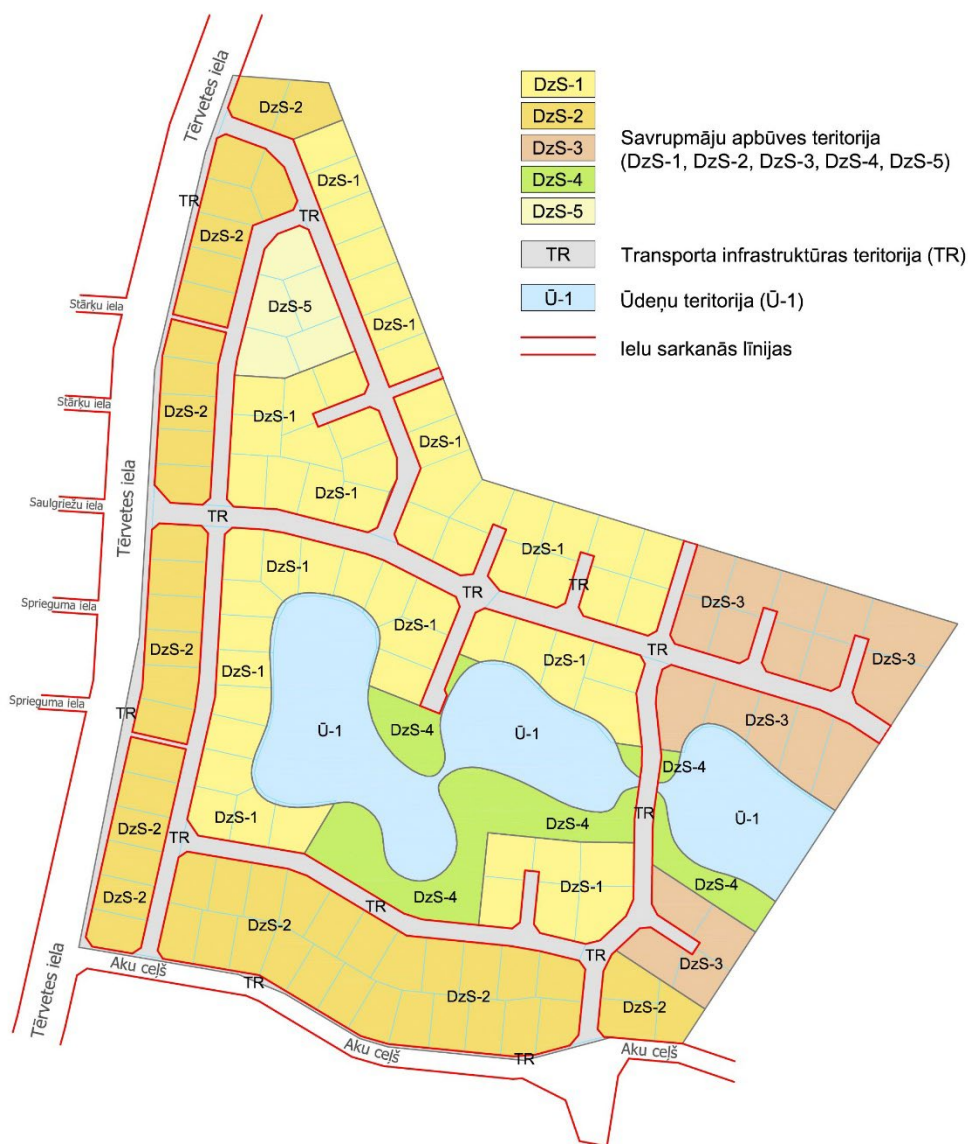 Tērvetes iela
DzS-2
DzS-1
TR
DzS-2
TR
DzS-5
Stārķu iela
DzS-1
DzS-2
Stārķu iela
DzS-1
DzS-1
DzS-1
Saulgriežu iela
Tērvetes iela
TR
DzS-1
DzS-1
TR
TR
DzS-3
Sprieguma iela
DzS-1
DzS-2
DzS-1
DzS-1
TR
DzS-3
Sprieguma iela
TR
DzS-4
Ū-1
Ū-1
DzS-3
DzS-4
TR
Ū-1
DzS-2
DzS-1
TR
DzS-4
DzS-2
DzS-4
DzS-1
DzS-4
TR
DzS-2
DzS-3
TR
Aku ceļš
TR
DzS-2
DzS-2
Tērvetes iela
Aku ceļš
TR
Aku ceļš
DzS-1
DzS-2
DzS-3
DzS-4
DzS-5
Savrupmāju apbūves teritorija
(DzS-1, DzS-2, DzS-3, DzS-4, DzS-5)
TR
Transporta infrastruktūras teritorija (TR)
Ū-1
Ūdeņu teritorija (Ū-1)
Ielu sarkanās līnijas